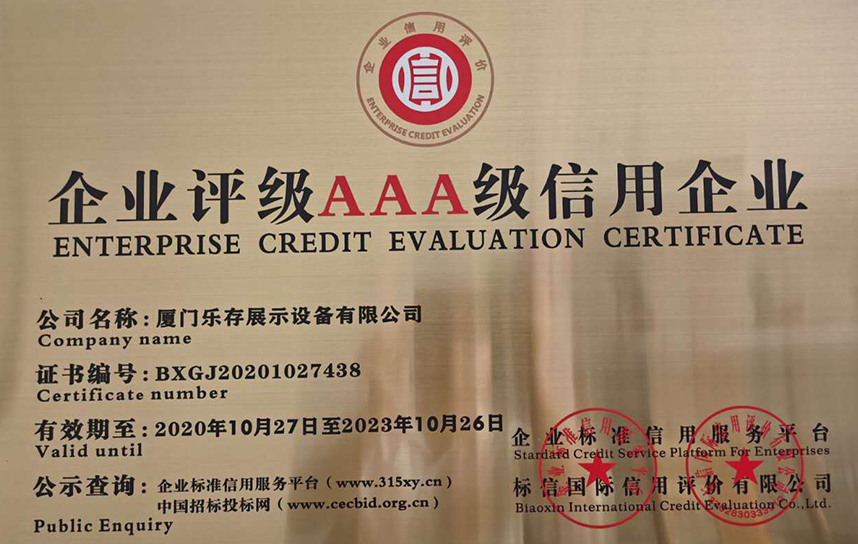 企业信用评价
信
ENTERPRISE CREDIT EVALUATION
企业评级AAA级信用企业
ENTERPRISE CREDIT EVALUATION CERTIFICATE
公司名称:厦门乐存展示设备有限公司
Company name
证书编号:BXGJ20201027438
Certificate number
有效期至:2020年10月27日至2023年10月26日
Valid until
公示查询:企业标准信用服务平台(www.315xy.cn)
中国招标投标网(www.cecbid.org.cn)
Public Enquiry
企业标准信用服务平台
Stardard Credit Service Platform For Enterprises
标信国际信用评价有限公司
Biaoxin International Credit Evaluation Co.,Ltd.